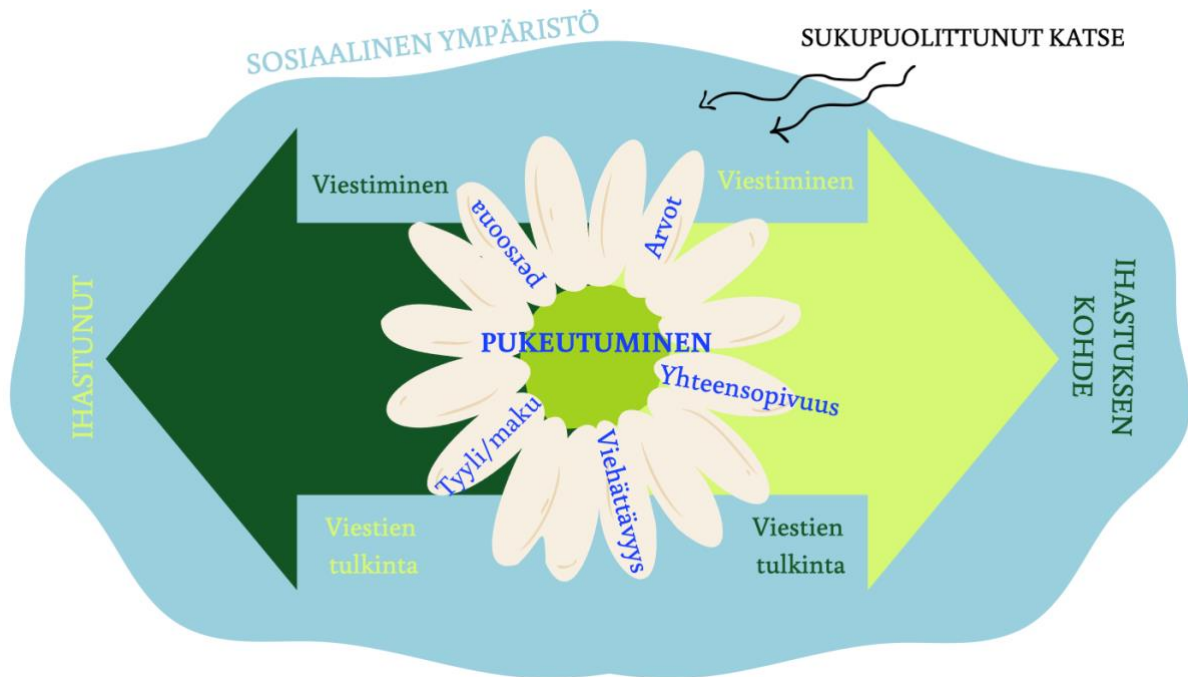 SOSIAALINEN YMPÄRISTÖ
SUKUPUOLITTUNUT KATSE
Viestiminen
Viestiminen
persoona
Arvot
IHASTUNUT
PUKEUTUMINEN
IHASTUKSEN
KOHDE
Yhteensopivuus
Tyyli/maku
Viehättävyys
Viestien
tulkinta
Viestien
tulkinta